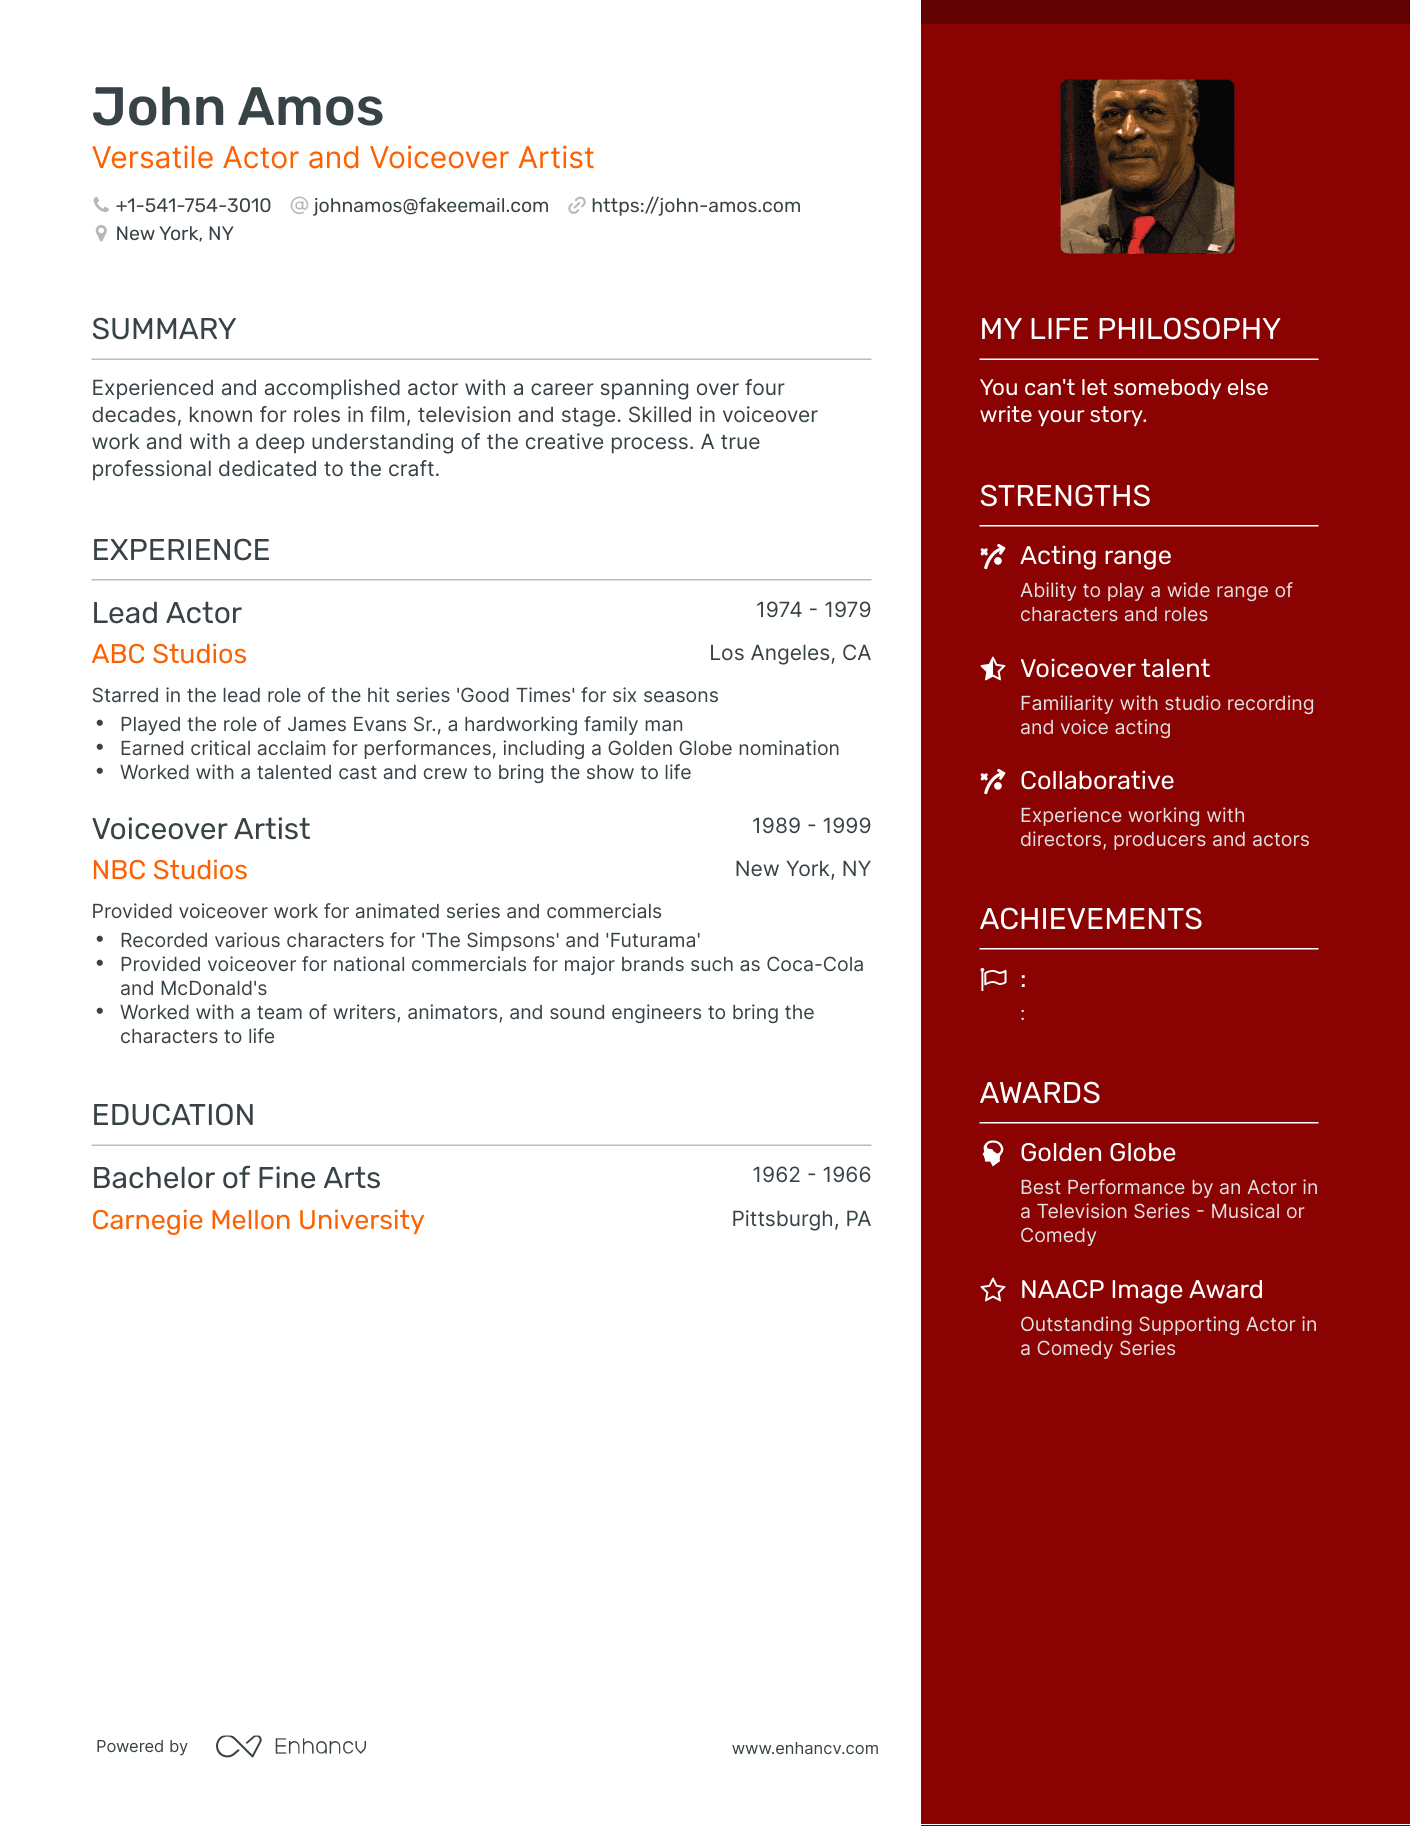 John Amos
Versatile Actor and Voiceover Artist
+1-541-754-3010 johnamos@fakeemail.com https://john-amos.com
New York, NY
SUMMARY
Experienced and accomplished actor with a career spanning over four
decades, known for roles in film, television and stage. Skilled in voiceover
work and with a deep understanding of the creative process. A true
professional dedicated to the craft.
EXPERIENCE
Lead Actor 1974 - 1979
ABC Studios Los Angeles, CA
Starred in the lead role of the hit series 'Good Times' for six seasons
• Played the role of James Evans Sr., a hardworking family man
• Earned critical acclaim for performances, including a Golden Globe nomination
• Worked with a talented cast and crew to bring the show to life
Voiceover Artist 1989 - 1999
NBC Studios New York, NY
Provided voiceover work for animated series and commercials
• Recorded various characters for 'The Simpsons' and 'Futurama'
• Provided voiceover for national commercials for major brands such as Coca-Cola
and McDonald's
• Worked with a team of writers, animators, and sound engineers to bring the
characters to life
EDUCATION
Bachelor of Fine Arts 1962 - 1966
Carnegie Mellon University Pittsburgh, PA
MY LIFE PHILOSOPHY
You can't let somebody else
write your story.
STRENGTHS
Acting range
Ability to play a wide range of
characters and roles
Voiceover talent
Familiarity with studio recording
and voice acting
Collaborative
Experience working with
directors, producers and actors
ACHIEVEMENTS
:
:
AWARDS
Golden Globe
Best Performance by an Actor in
a Television Series - Musical or
Comedy
NAACP Image Award
Outstanding Supporting Actor in
a Comedy Series
Powered by Enhancv www.enhancv.com